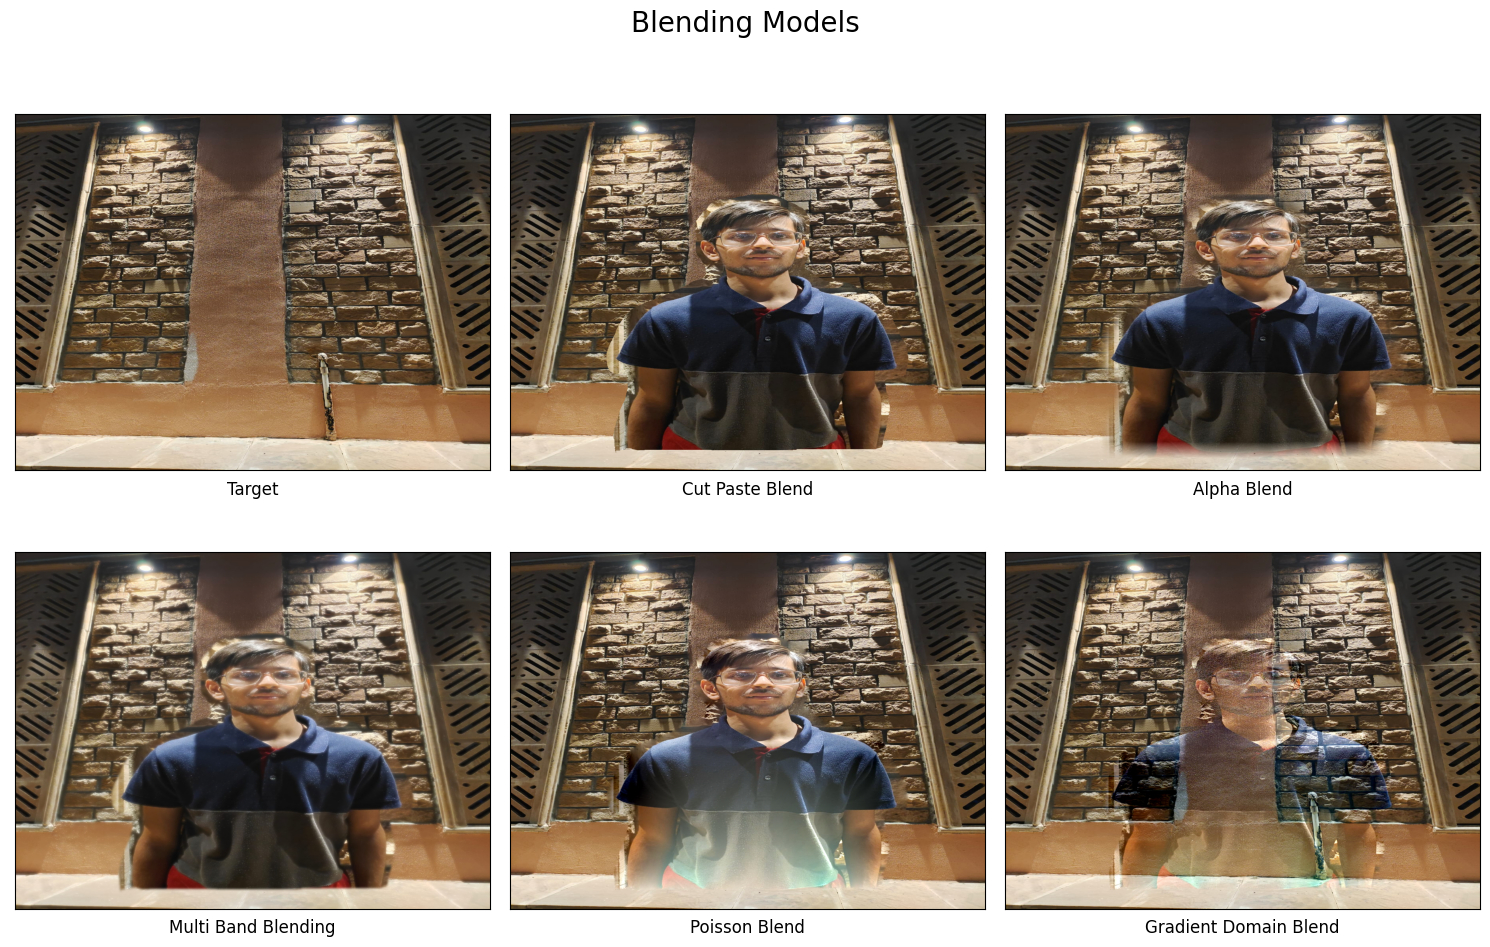 Blending Models
Target
Cut Paste Blend
Alpha Blend
Multi Band Blending
Poisson Blend
Gradient Domain Blend